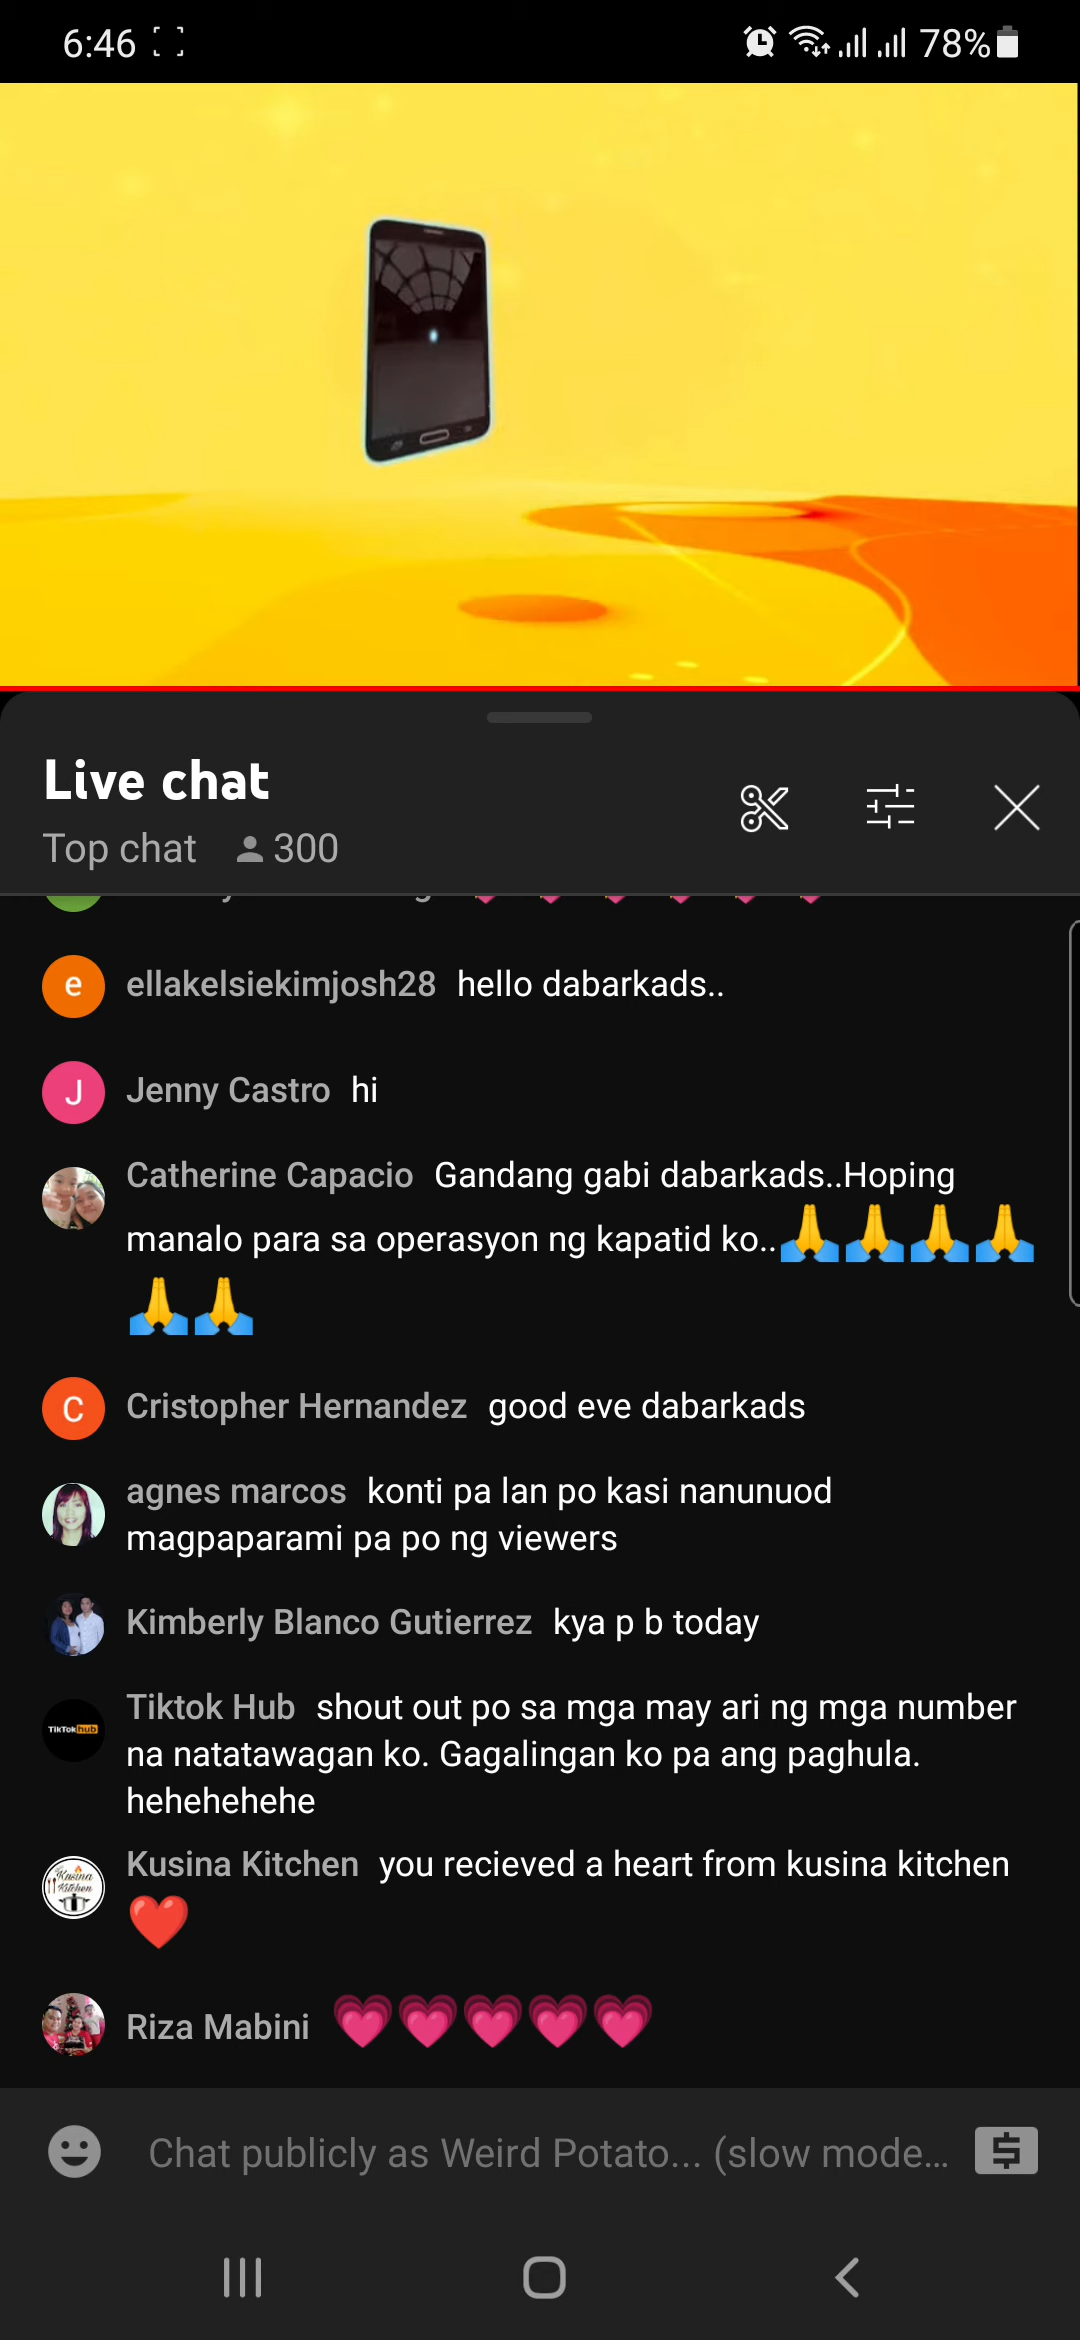 6:46 78%
Live chat
Top chat 300
e ellakelsiekimjosh28 hello dabarkads..
J Jenny Castro hi
Catherine Capacio Gandang gabi dabarkads..Hoping
manalo para sa operasyon ng kapatid ko..🙏🙏🙏🙏
🙏🙏
C Cristopher Hernandez good eve dabarkads
agnes marcos konti pa lan po kasi nanunuod
magpaparami pa po ng viewers
Kimberly Blanco Gutierrez kya p b today
Tiktok Hub shout out po sa mga may ari ng mga number
TikTok hub na natatawagan ko. Gagalingan ko pa ang paghula.
hehehehehe
Kusina Kitchen you recieved a heart from kusina kitchen
Kusina Kitchen ❤️
Riza Mabini 💗💗💗💗💗
Chat publicly as Weird Potato... (slow mode...